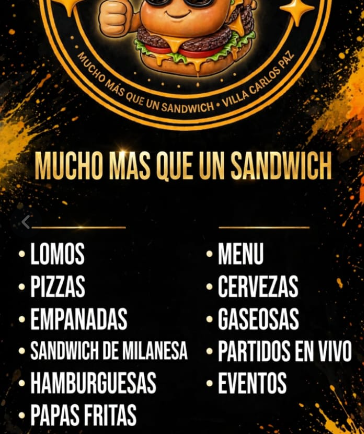 MUCHO MÁS QUE UN SANDWICH • VILLA CARLOS PAZ
MUCHO MAS QUE UN SANDWICH
• LOMOS
• PIZZAS
• EMPANADAS
• SANDWICH DE MILANESA
• HAMBURGUESAS
• PAPAS FRITAS
• MENU
• CERVEZAS
• GASEOSAS
• PARTIDOS EN VIVO
• EVENTOS